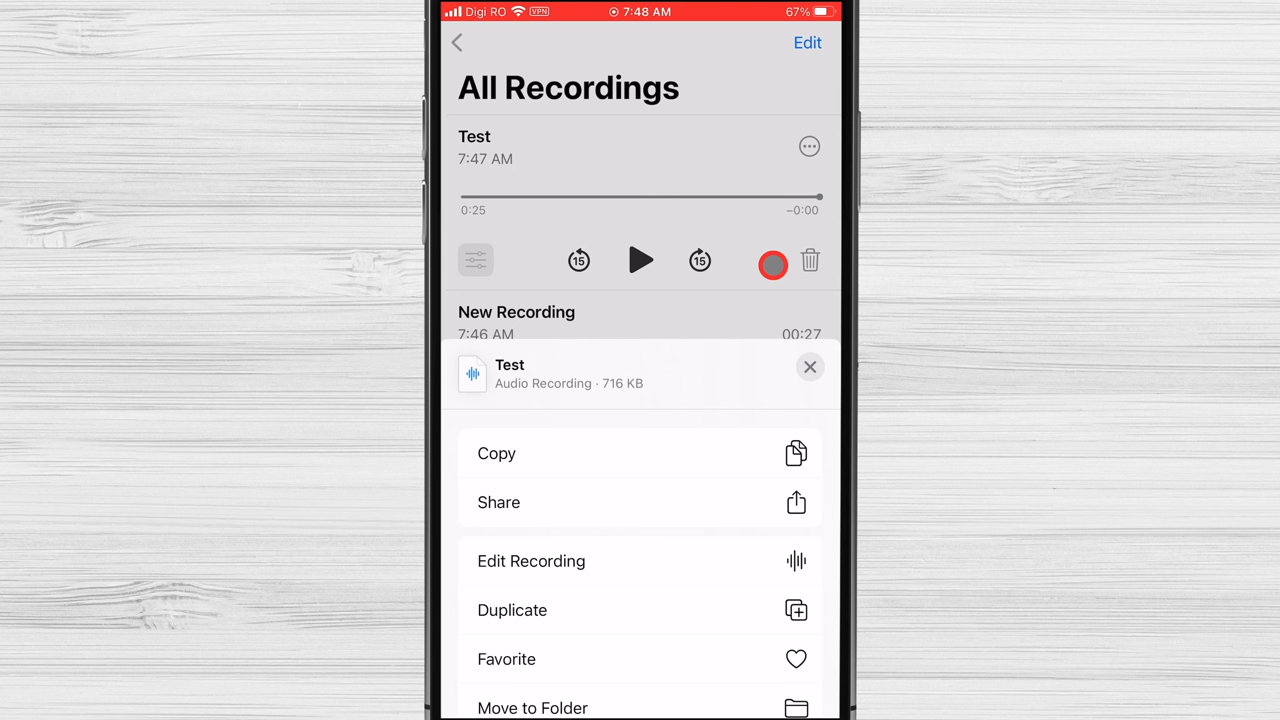 Digi RO VPN 7:48 AM 67%
Edit
All Recordings
Test
7:47 AM
0:25 −0:00
15 15
New Recording
7:46 AM 00:27
Test
Audio Recording · 716 KB
Copy
Share
Edit Recording
Duplicate
Favorite
Move to Folder